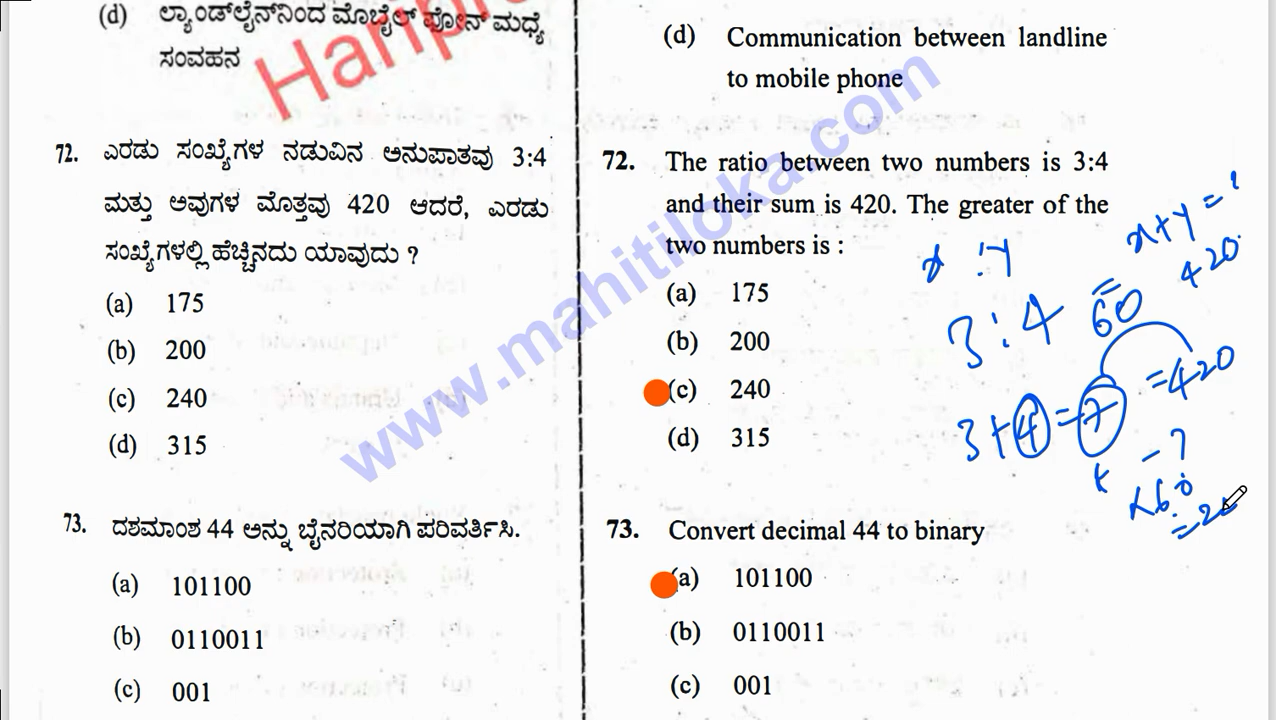 (d) ಲ್ಯಾಂಡ್‌ಲೈನ್‌ನಿಂದ ಮೊಬೈಲ್ ಫೋನ್ ಮಧ್ಯೆ
ಸಂವಹನ
72. ಎರಡು ಸಂಖ್ಯೆಗಳ ನಡುವಿನ ಅನುಪಾತವು 3:4
ಮತ್ತು ಅವುಗಳ ಮೊತ್ತವು 420 ಆದರೆ, ಎರಡು
ಸಂಖ್ಯೆಗಳಲ್ಲಿ ಹೆಚ್ಚಿನದು ಯಾವುದು ?
(a) 175
(b) 200
(c) 240
(d) 315
73. ದಶಮಾಂಶ 44 ಅನ್ನು ಬೈನರಿಯಾಗಿ ಪರಿವರ್ತಿಸಿ.
(a) 101100
(b) 0110011
(c) 001
(d) Communication between landline
to mobile phone
72. The ratio between two numbers is 3:4
and their sum is 420. The greater of the
two numbers is :
(a) 175
(b) 200
(c) 240
(d) 315
73. Convert decimal 44 to binary
(a) 101100
(b) 0110011
(c) 001
www.mahitiloka.com
x : y
x+y = ?
420
3 : 4
60
3+4=7 =420
- ?